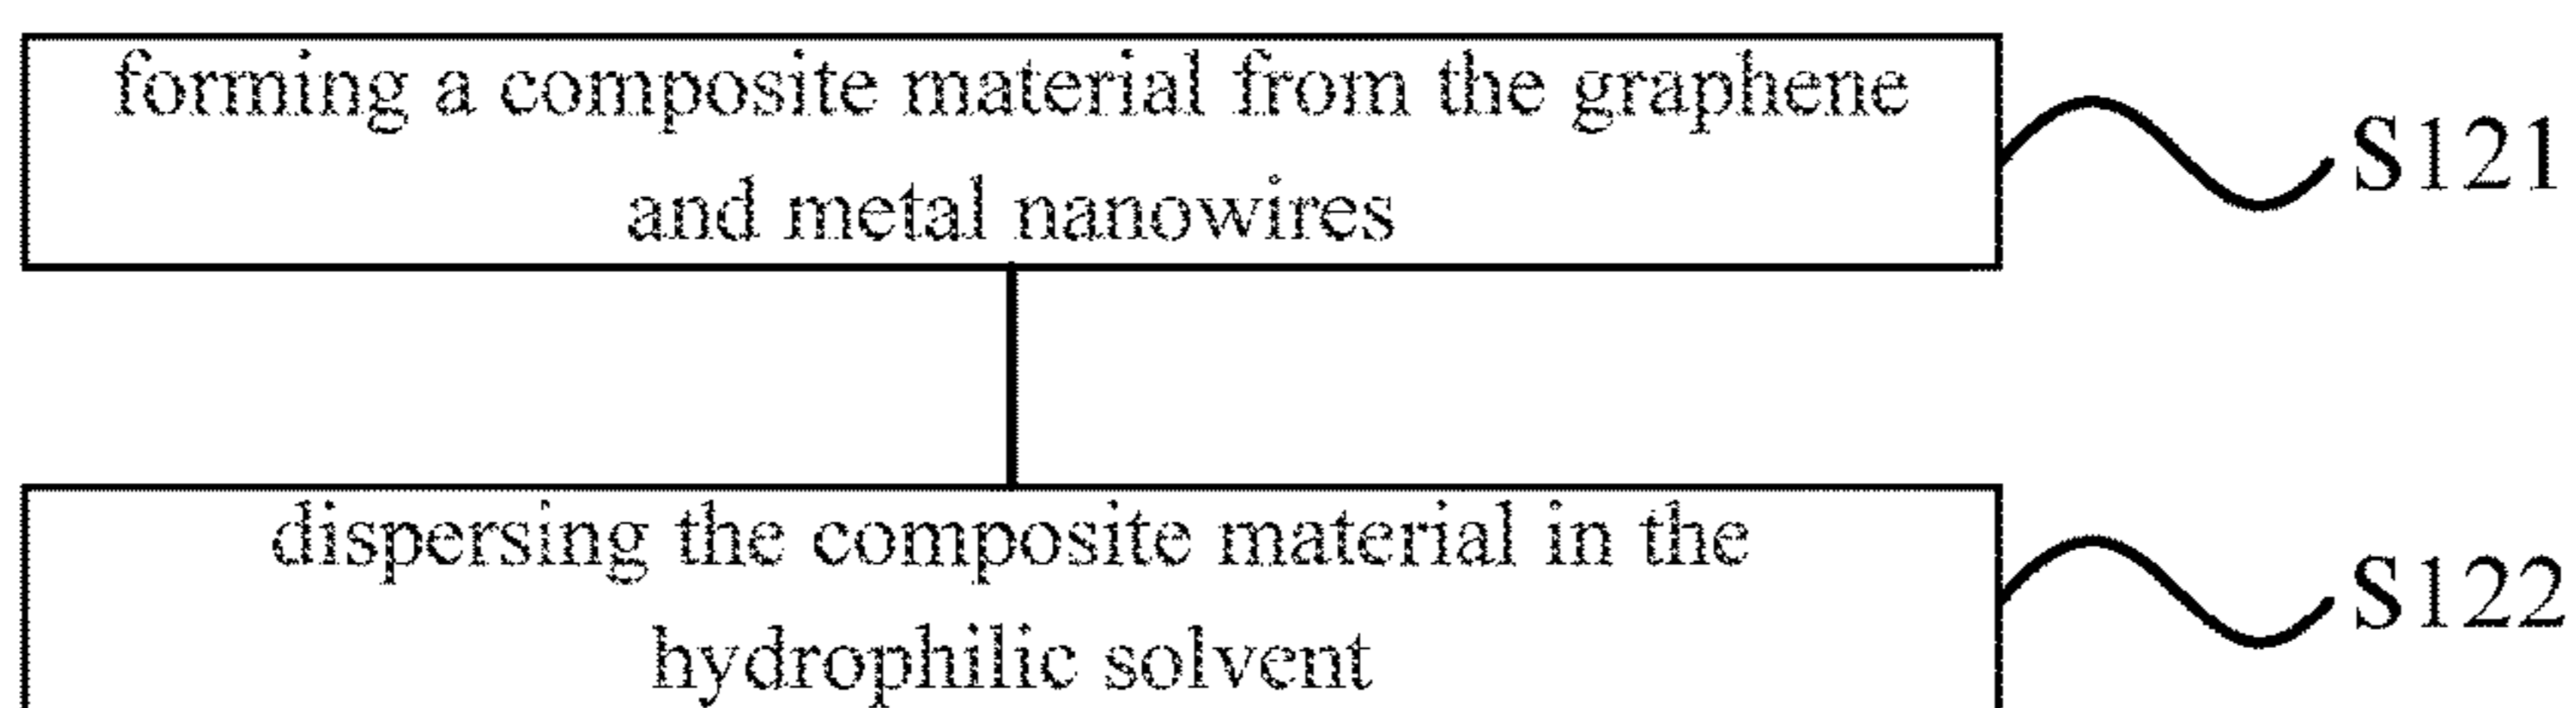 forming a composite material from the graphene
and metal nanowires
S121
dispersing the composite material in the
hydrophilic solvent
S122